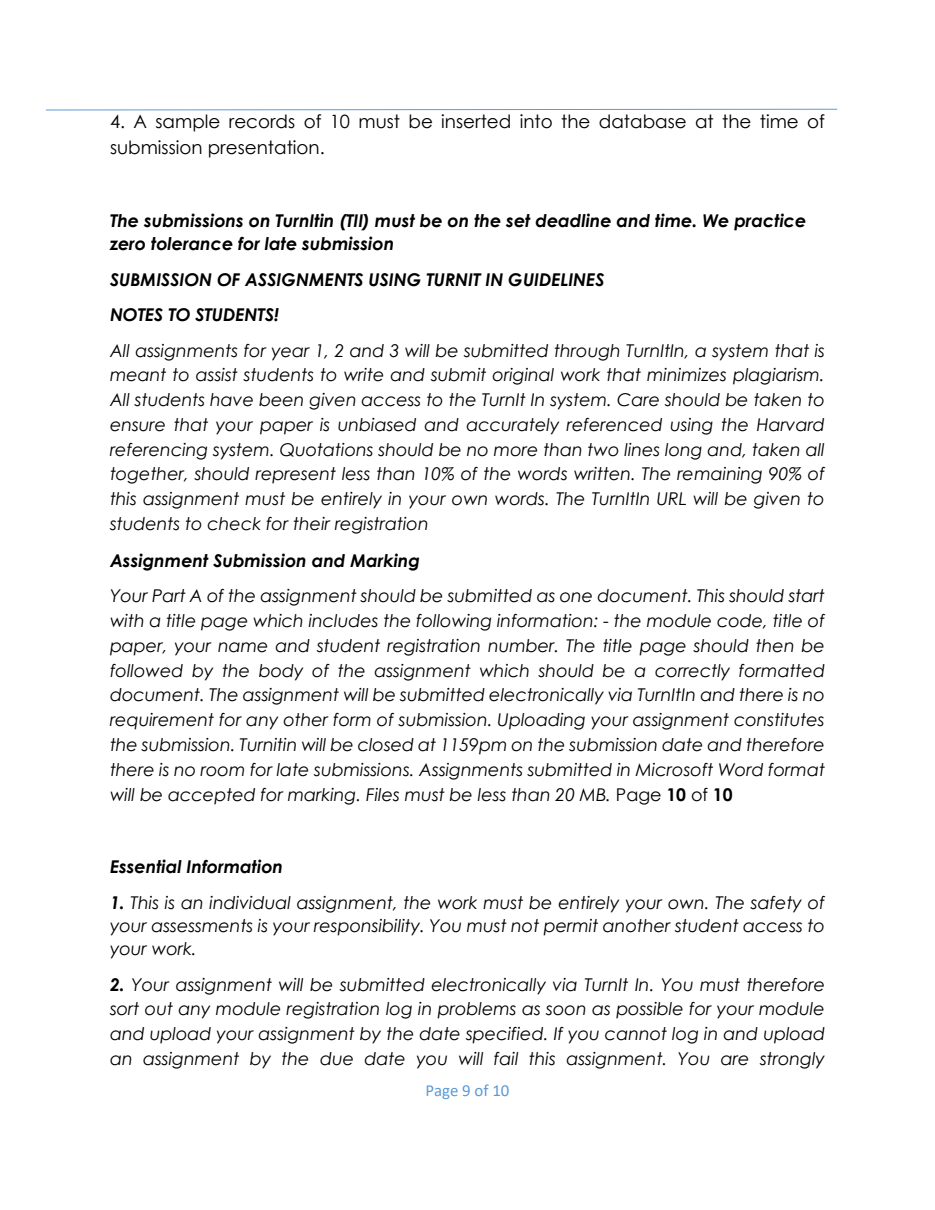 4. A sample records of 10 must be inserted into the database at the time of
submission presentation.
The submissions on TurnItin (TII) must be on the set deadline and time. We practice
zero tolerance for late submission
SUBMISSION OF ASSIGNMENTS USING TURNIT IN GUIDELINES
NOTES TO STUDENTS!
All assignments for year 1, 2 and 3 will be submitted through TurnItIn, a system that is
meant to assist students to write and submit original work that minimizes plagiarism.
All students have been given access to the TurnIt In system. Care should be taken to
ensure that your paper is unbiased and accurately referenced using the Harvard
referencing system. Quotations should be no more than two lines long and, taken all
together, should represent less than 10% of the words written. The remaining 90% of
this assignment must be entirely in your own words. The TurnItIn URL will be given to
students to check for their registration
Assignment Submission and Marking
Your Part A of the assignment should be submitted as one document. This should start
with a title page which includes the following information: - the module code, title of
paper, your name and student registration number. The title page should then be
followed by the body of the assignment which should be a correctly formatted
document. The assignment will be submitted electronically via TurnItIn and there is no
requirement for any other form of submission. Uploading your assignment constitutes
the submission. Turnitin will be closed at 1159pm on the submission date and therefore
there is no room for late submissions. Assignments submitted in Microsoft Word format
will be accepted for marking. Files must be less than 20 MB. Page 10 of 10
Essential Information
1. This is an individual assignment, the work must be entirely your own. The safety of
your assessments is your responsibility. You must not permit another student access to
your work.
2. Your assignment will be submitted electronically via TurnIt In. You must therefore
sort out any module registration log in problems as soon as possible for your module
and upload your assignment by the date specified. If you cannot log in and upload
an assignment by the due date you will fail this assignment. You are strongly
Page 9 of 10